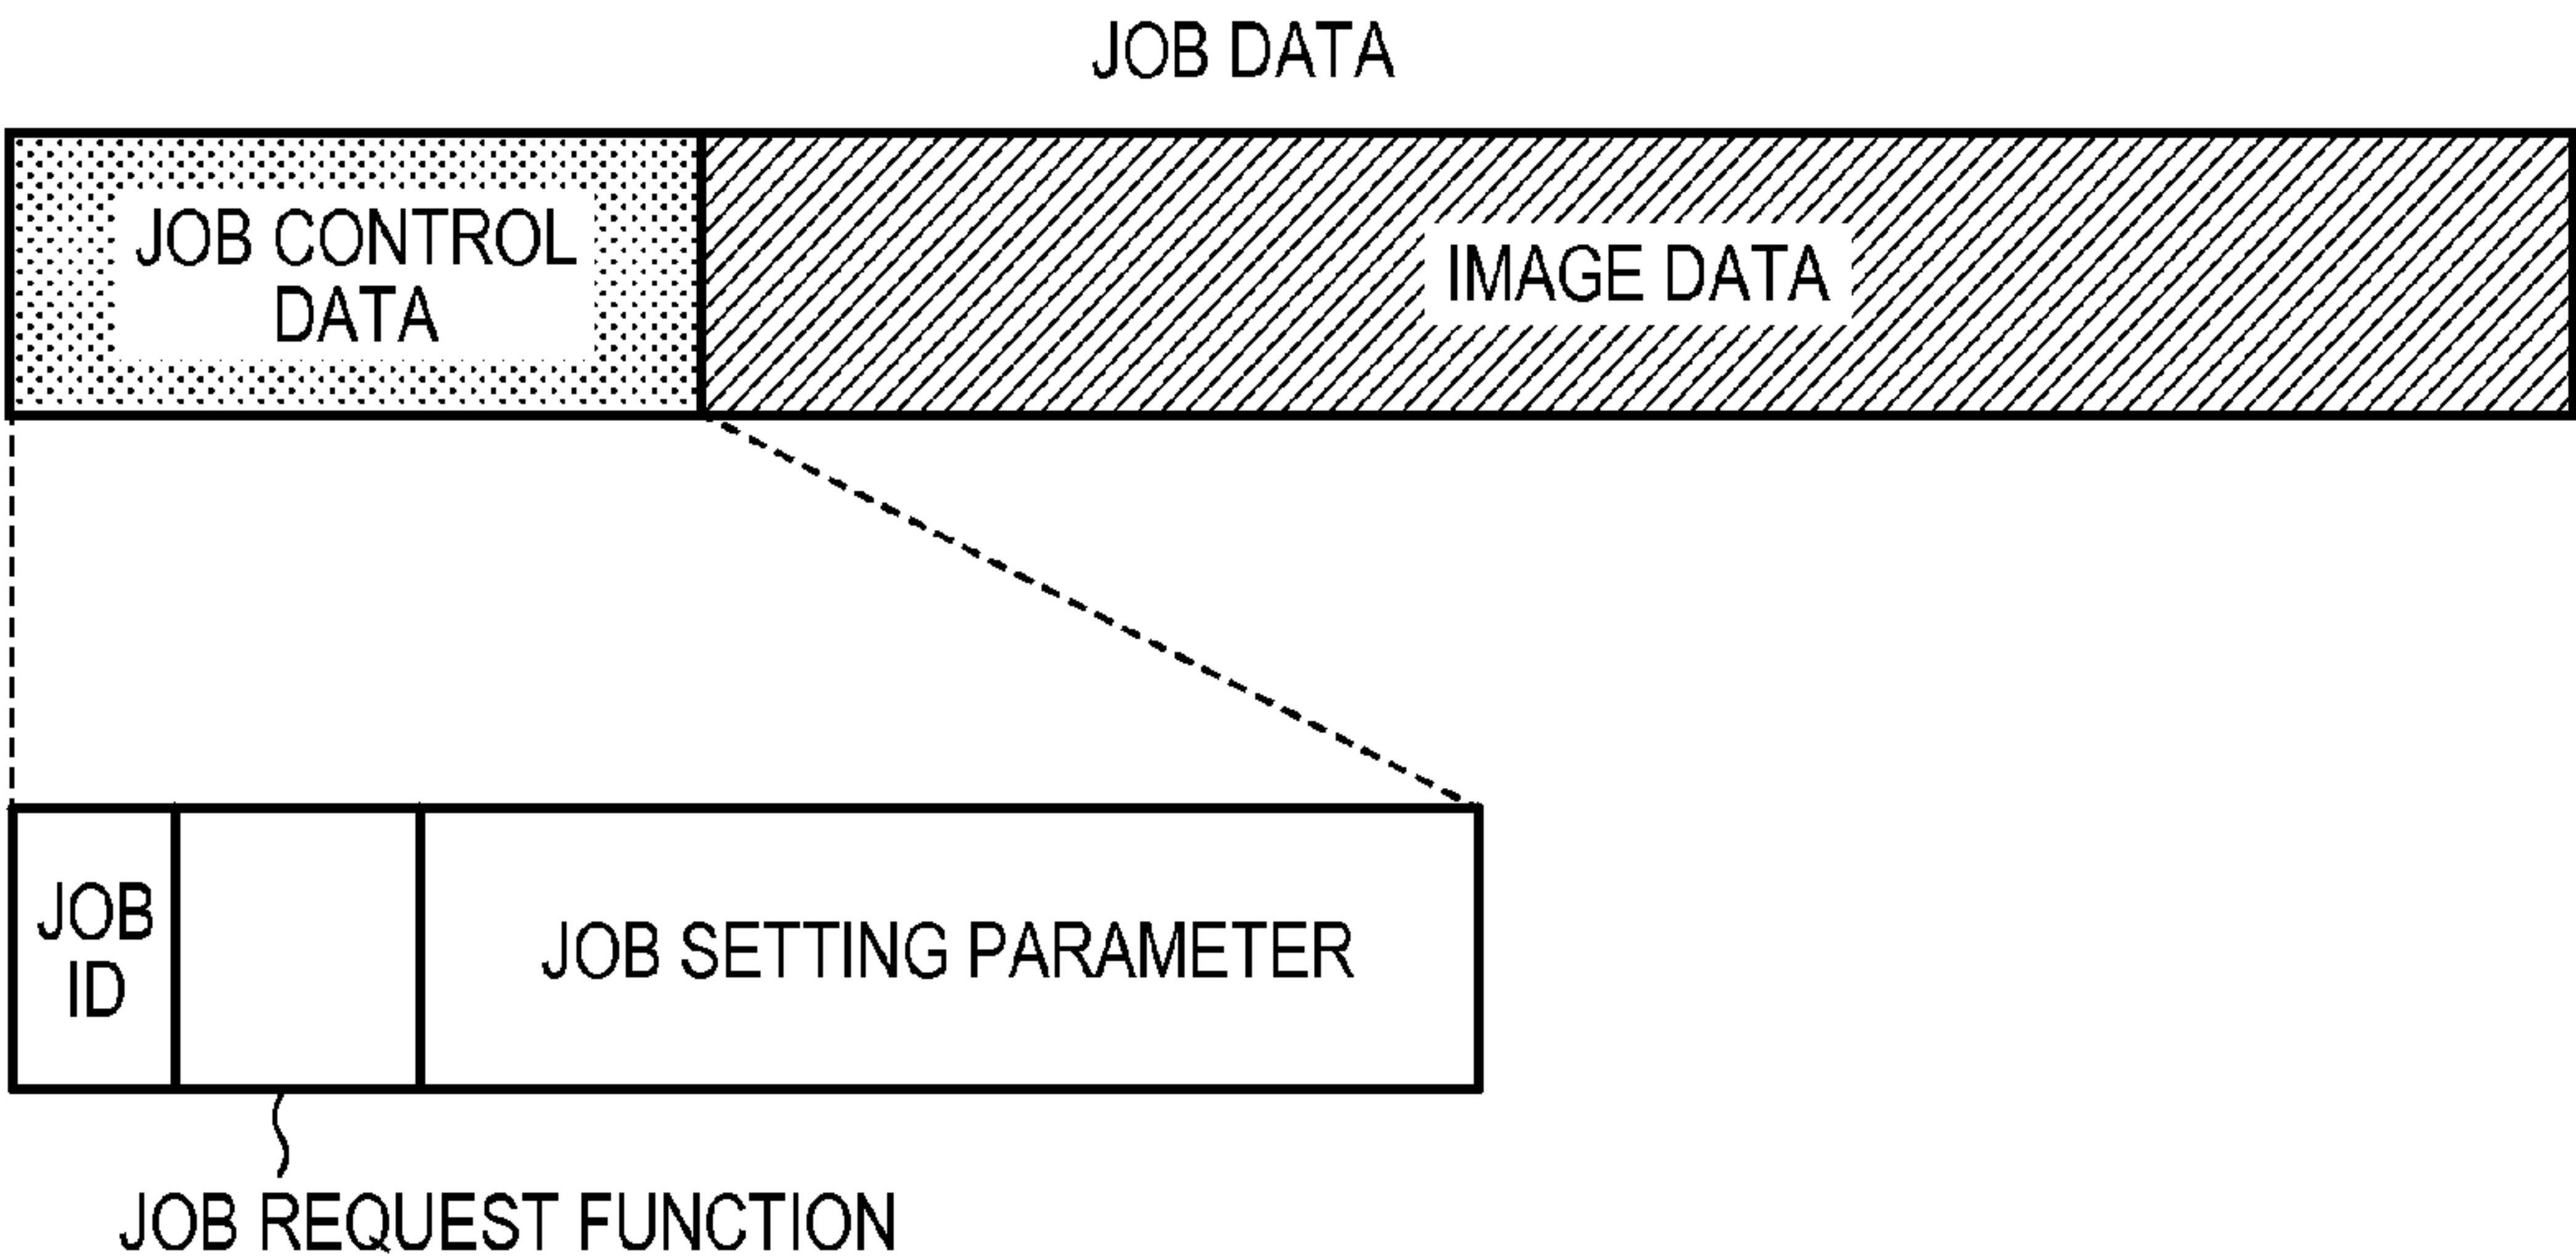 JOB DATA
JOB CONTROL
DATA
IMAGE DATA
JOB
ID
JOB SETTING PARAMETER
JOB REQUEST FUNCTION